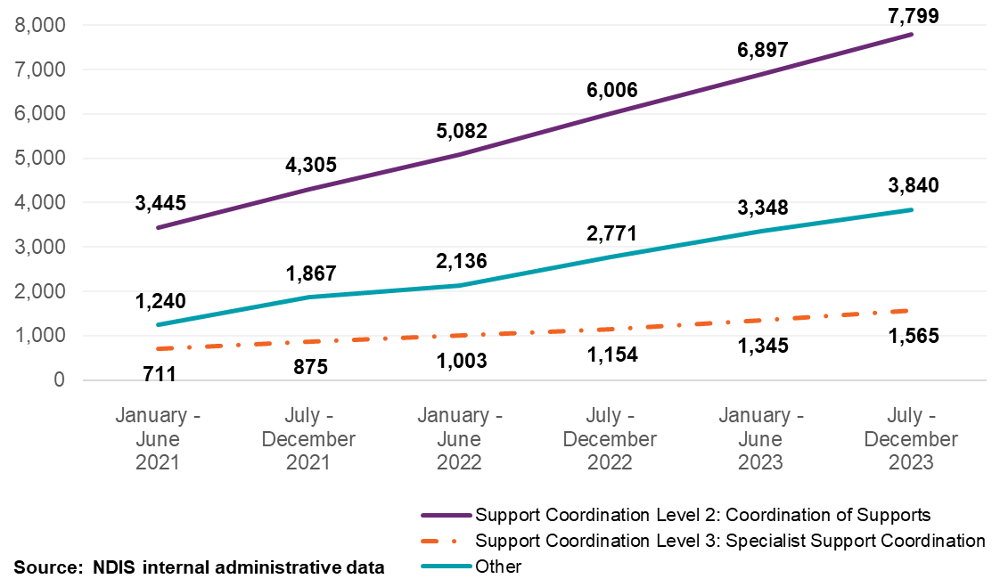 8,000
7,000
6,000
5,000
4,000
3,000
2,000
1,000
0
3,445
4,305
5,082
6,006
6,897
7,799
1,240
1,867
2,136
2,771
3,348
3,840
711
875
1,003
1,154
1,345
1,565
January -
June
2021
July -
December
2021
January -
June
2022
July -
December
2022
January -
June
2023
July -
December
2023
Support Coordination Level 2: Coordination of Supports
Support Coordination Level 3: Specialist Support Coordination
Other
Source:  NDIS internal administrative data